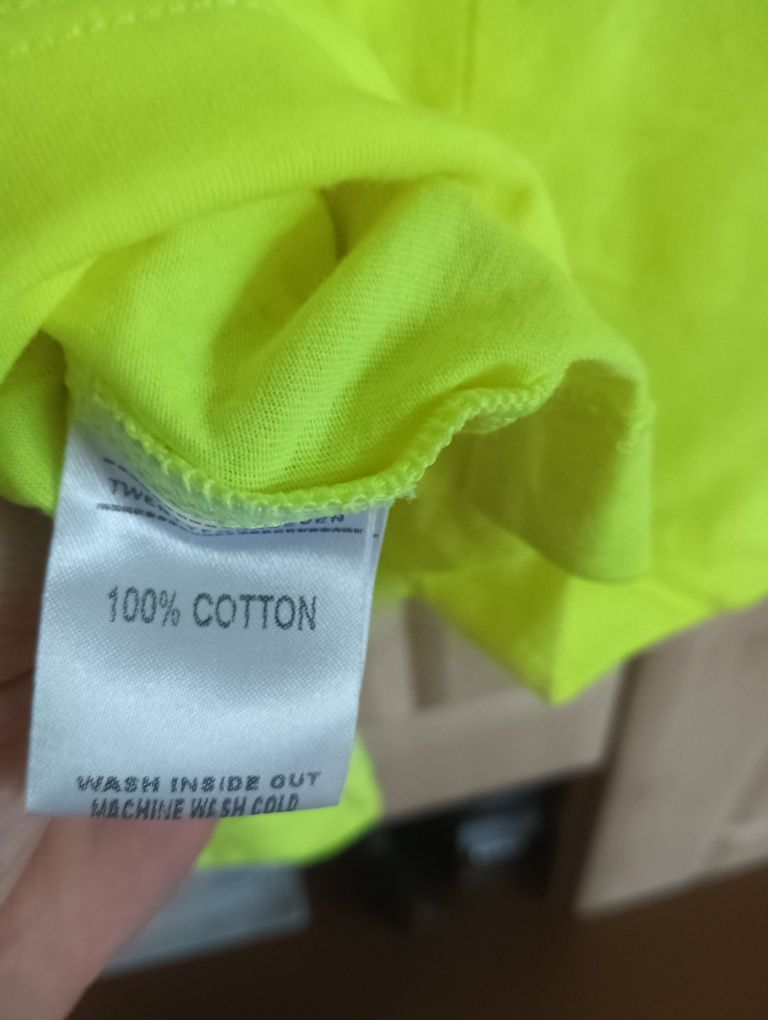 100% COTTON
WASH INSIDE OUT
MACHINE WASH COLD